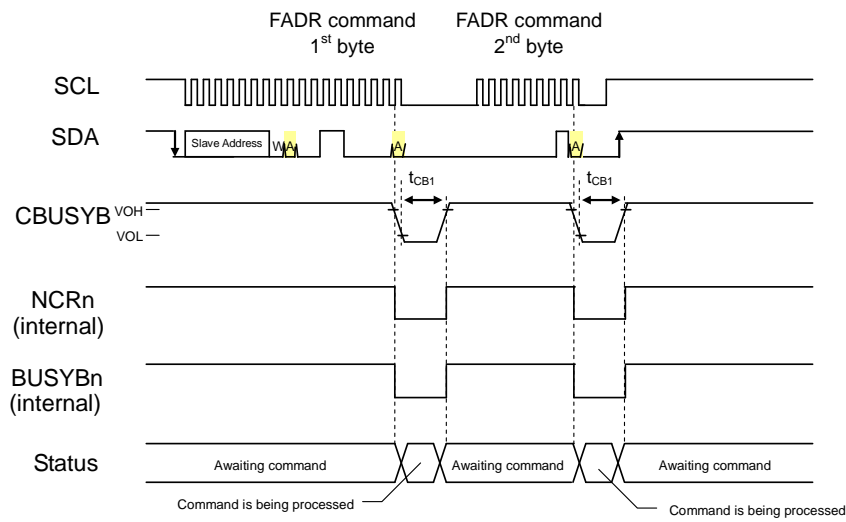 FADR command
1st byte
FADR command
2nd byte
SCL
SDA
Slave Address
W
A
A
A
tCB1
tCB1
CBUSYB
VOH
VOL
NCRn
(internal)
BUSYBn
(internal)
Status
Awaiting command
Awaiting command
Awaiting command
Command is being processed
Command is being processed